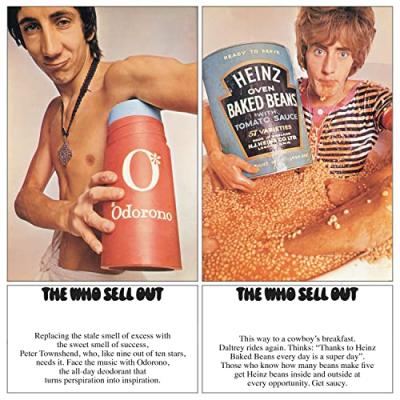 O*
Odorono
READY TO SERVE
HEINZ
OVEN
BAKED BEANS
WITH
TOMATO SAUCE
57 VARIETIES
H.J. HEINZ CO. LTD.
THE WHO SELL OUT
Replacing the stale smell of excess with
the sweet smell of success,
Peter Townshend, who, like nine out of ten stars,
needs it. Face the music with Odorono,
the all-day deodorant that
turns perspiration into inspiration.
THE WHO SELL OUT
This way to a cowboy's breakfast.
Daltrey rides again. Thinks: "Thanks to Heinz
Baked Beans every day is a super day".
Those who know how many beans make five
get Heinz beans inside and outside at
every opportunity. Get saucy.